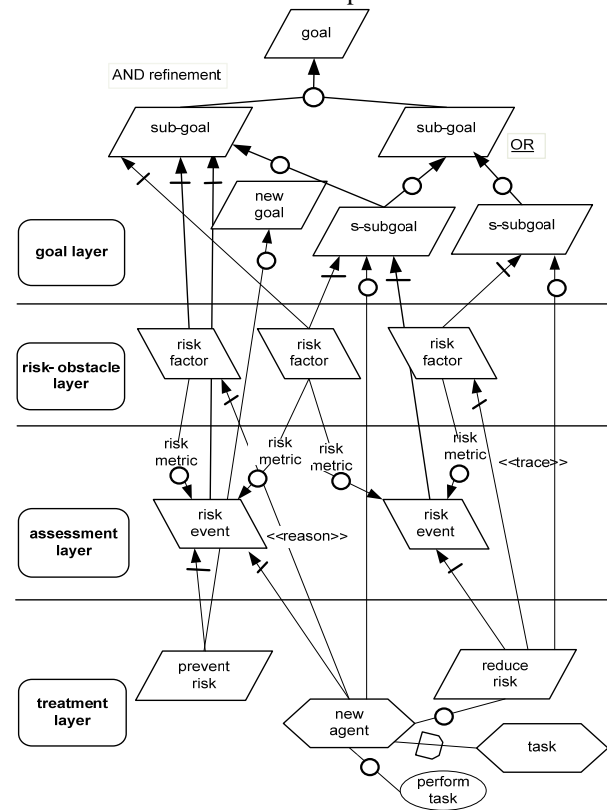 goal
AND refinement
sub-goal
sub-goal
OR
new
goal
s-subgoal
s-subgoal
goal layer
risk
factor
risk
factor
risk
factor
risk-obstacle
layer
risk
metric
risk
metric
risk
metric
risk
metric
<<trace>>
risk
event
<<reason>>
risk
event
assessment
layer
prevent
risk
reduce
risk
treatment
layer
new
agent
task
perform
task